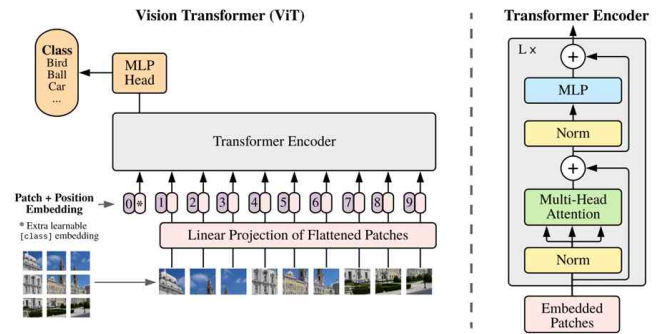 Vision Transformer (ViT)
Class
Bird
Ball
Car
...
MLP
Head
Transformer Encoder
Patch + Position
Embedding
0 * 1 2 3 4 5 6 7 8 9
* Extra learnable
[class] embedding
Linear Projection of Flattened Patches
Transformer Encoder
L x
+
MLP
Norm
+
Multi-Head
Attention
Norm
Embedded
Patches